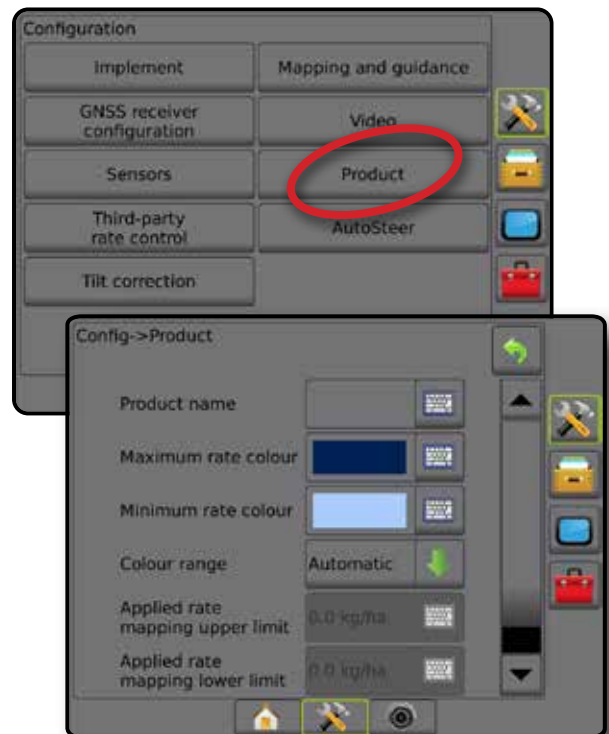 Configuration
Implement
Mapping and guidance
GNSS receiver
configuration
Video
Sensors
Product
Third-party
rate control
AutoSteer
Tilt correction
Config->Product
Product name
Maximum rate colour
Minimum rate colour
Colour range
Automatic
Applied rate
mapping upper limit
0.0 kg/ha
Applied rate
mapping lower limit
0.0 kg/ha